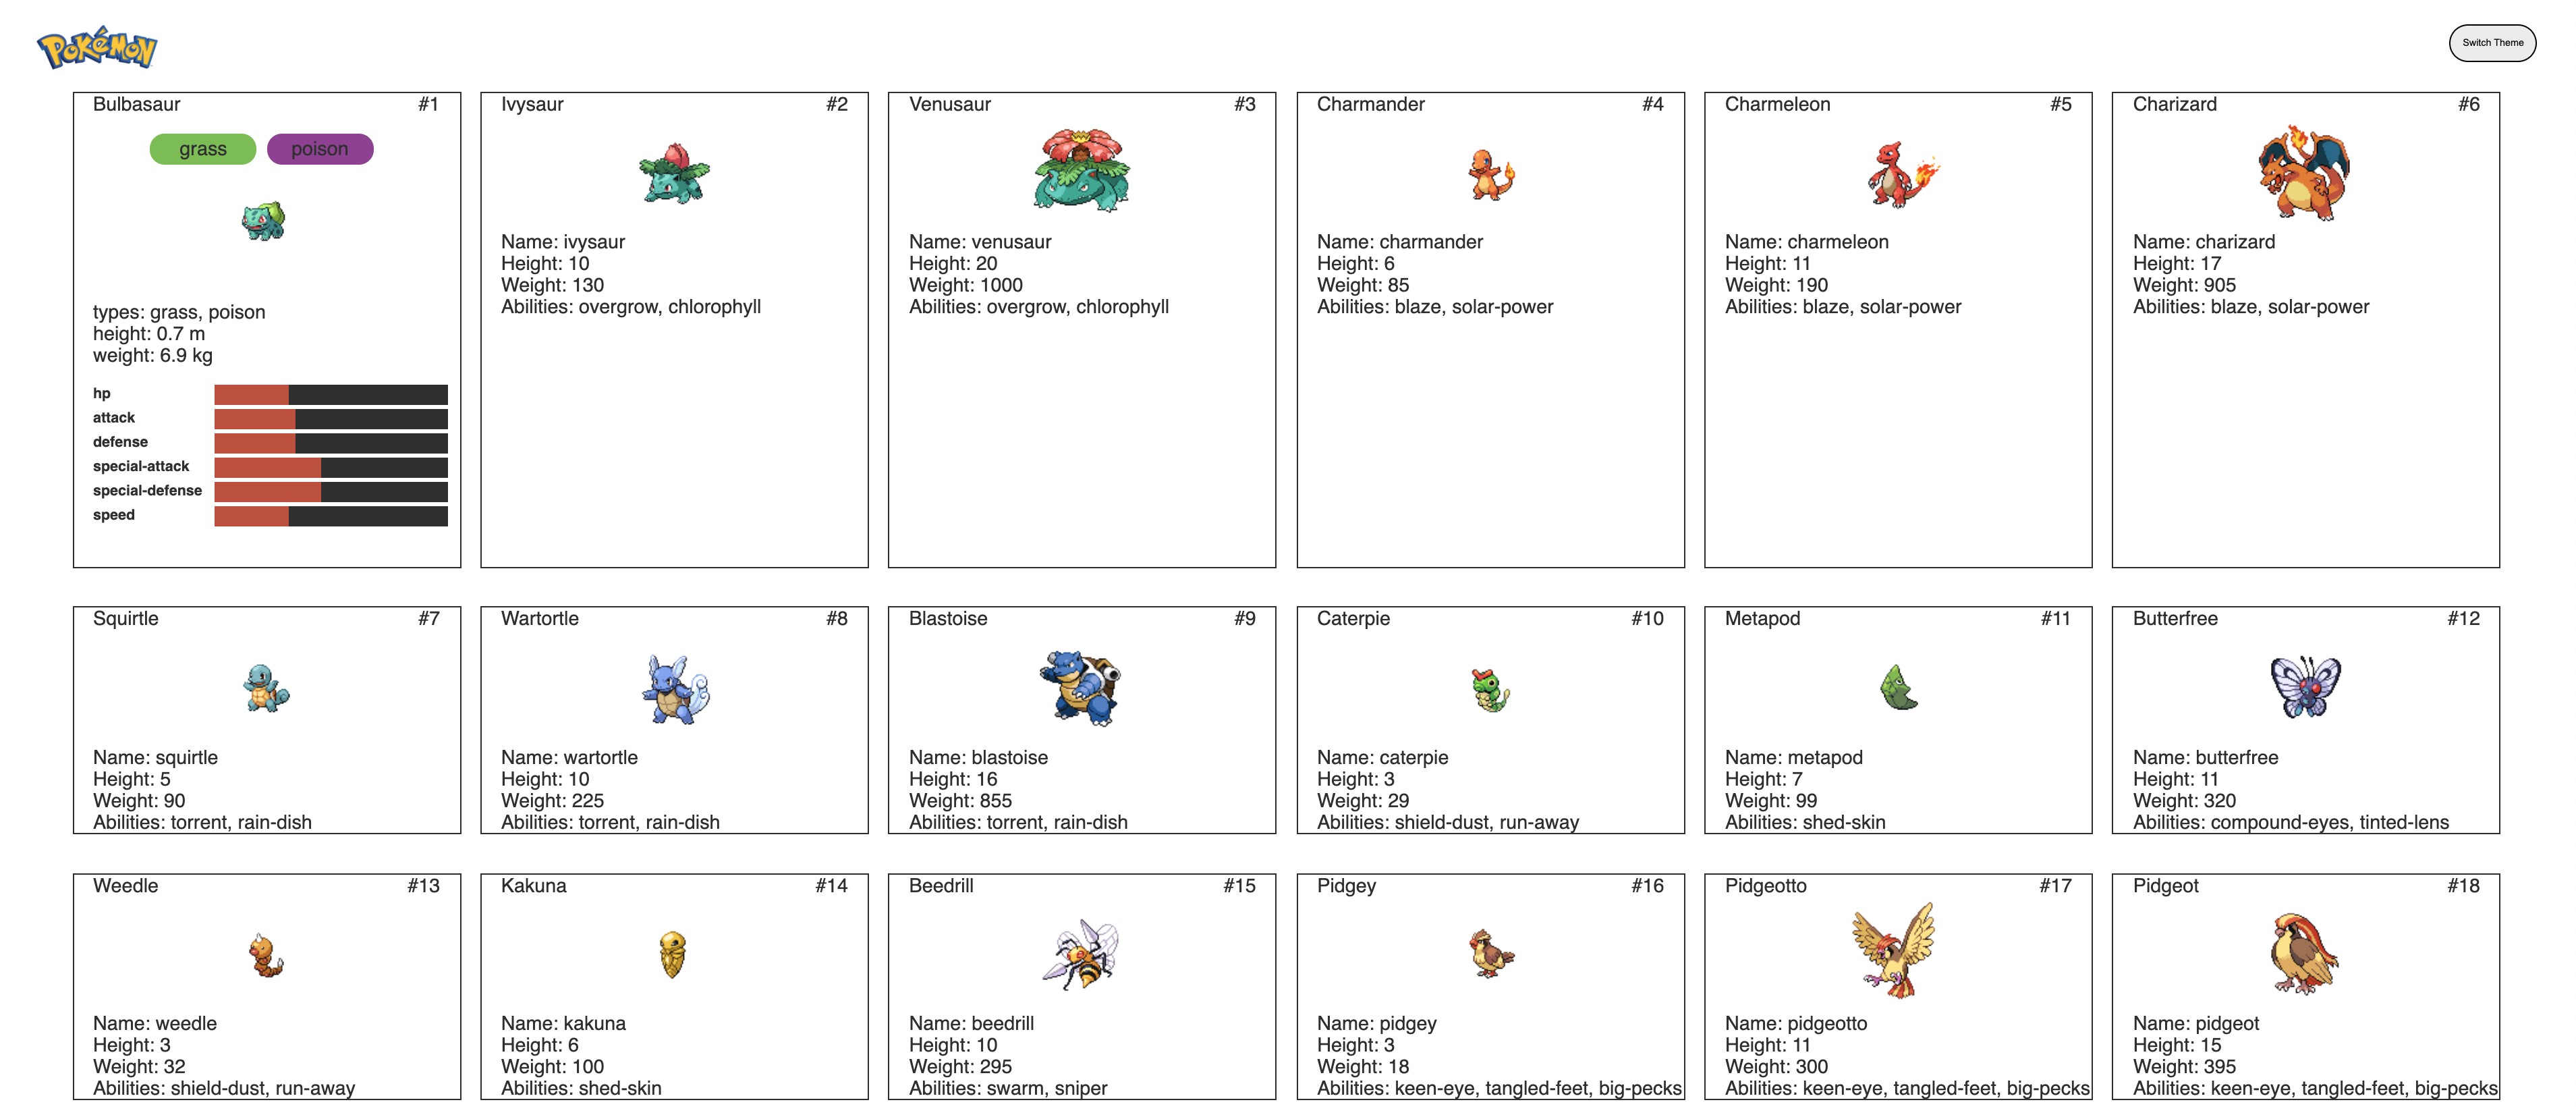 Pokémon
Switch Theme
Bulbasaur #1
grass poison
types: grass, poison
height: 0.7 m
weight: 6.9 kg
hp
attack
defense
special-attack
special-defense
speed
Ivysaur #2
Name: ivysaur
Height: 10
Weight: 130
Abilities: overgrow, chlorophyll
Venusaur #3
Name: venusaur
Height: 20
Weight: 1000
Abilities: overgrow, chlorophyll
Charmander #4
Name: charmander
Height: 6
Weight: 85
Abilities: blaze, solar-power
Charmeleon #5
Name: charmeleon
Height: 11
Weight: 190
Abilities: blaze, solar-power
Charizard #6
Name: charizard
Height: 17
Weight: 905
Abilities: blaze, solar-power
Squirtle #7
Name: squirtle
Height: 5
Weight: 90
Abilities: torrent, rain-dish
Wartortle #8
Name: wartortle
Height: 10
Weight: 225
Abilities: torrent, rain-dish
Blastoise #9
Name: blastoise
Height: 16
Weight: 855
Abilities: torrent, rain-dish
Caterpie #10
Name: caterpie
Height: 3
Weight: 29
Abilities: shield-dust, run-away
Metapod #11
Name: metapod
Height: 7
Weight: 99
Abilities: shed-skin
Butterfree #12
Name: butterfree
Height: 11
Weight: 320
Abilities: compound-eyes, tinted-lens
Weedle #13
Name: weedle
Height: 3
Weight: 32
Abilities: shield-dust, run-away
Kakuna #14
Name: kakuna
Height: 6
Weight: 100
Abilities: shed-skin
Beedrill #15
Name: beedrill
Height: 10
Weight: 295
Abilities: swarm, sniper
Pidgey #16
Name: pidgey
Height: 3
Weight: 18
Abilities: keen-eye, tangled-feet, big-pecks
Pidgeotto #17
Name: pidgeotto
Height: 11
Weight: 300
Abilities: keen-eye, tangled-feet, big-pecks
Pidgeot #18
Name: pidgeot
Height: 15
Weight: 395
Abilities: keen-eye, tangled-feet, big-pecks